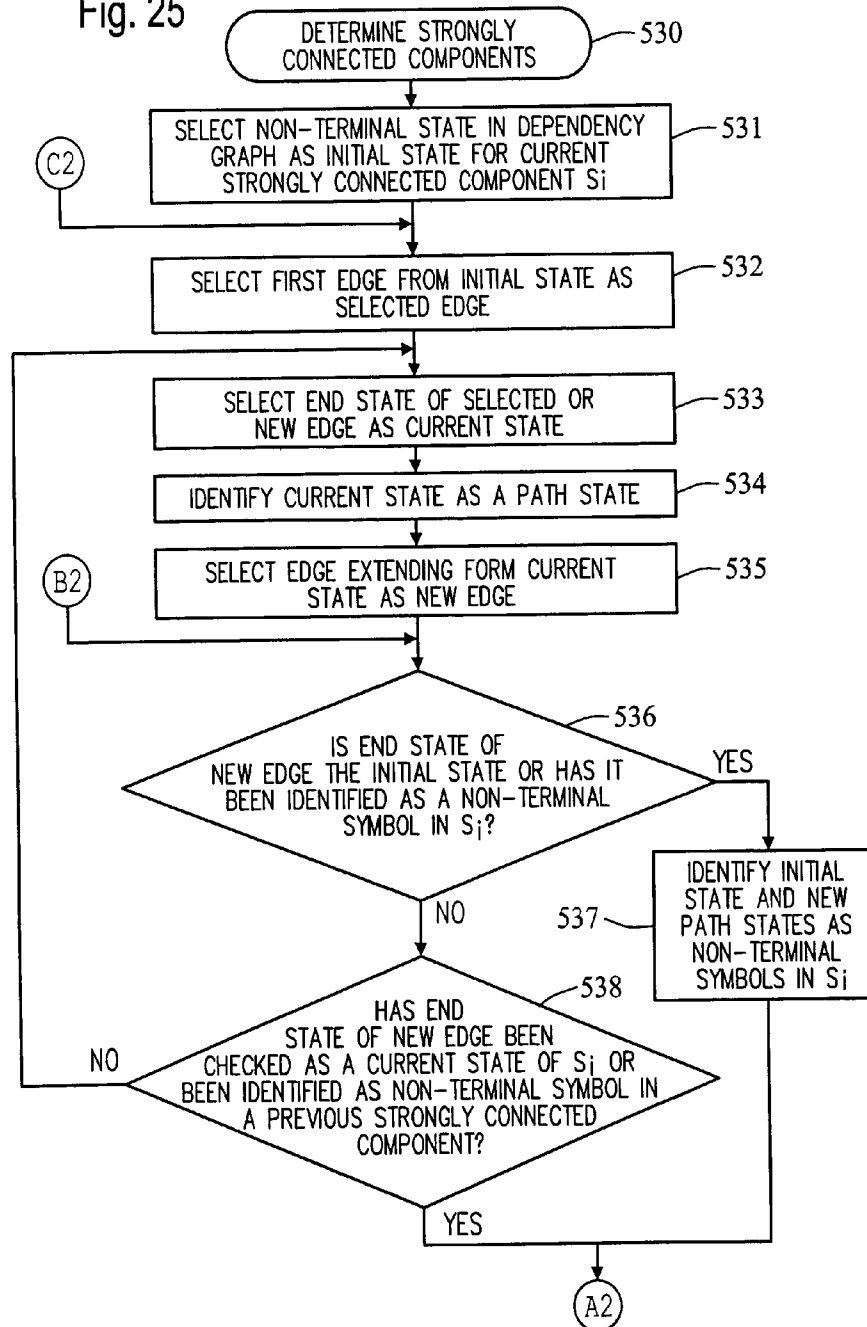 Fig. 25
DETERMINE STRONGLY
CONNECTED COMPONENTS
530
SELECT NON-TERMINAL STATE IN DEPENDENCY
GRAPH AS INITIAL STATE FOR CURRENT
STRONGLY CONNECTED COMPONENT Si
531
C2
SELECT FIRST EDGE FROM INITIAL STATE AS
SELECTED EDGE
532
SELECT END STATE OF SELECTED OR
NEW EDGE AS CURRENT STATE
533
IDENTIFY CURRENT STATE AS A PATH STATE
534
SELECT EDGE EXTENDING FORM CURRENT
STATE AS NEW EDGE
535
B2
IS END STATE OF
NEW EDGE THE INITIAL STATE OR HAS IT
BEEN IDENTIFIED AS A NON-TERMINAL
SYMBOL IN Si?
536
YES
NO
IDENTIFY INITIAL
STATE AND NEW
PATH STATES AS
NON-TERMINAL
SYMBOLS IN Si
537
HAS END
STATE OF NEW EDGE BEEN
CHECKED AS A CURRENT STATE OF Si OR
BEEN IDENTIFIED AS NON-TERMINAL SYMBOL IN
A PREVIOUS STRONGLY CONNECTED
COMPONENT?
538
NO
YES
A2